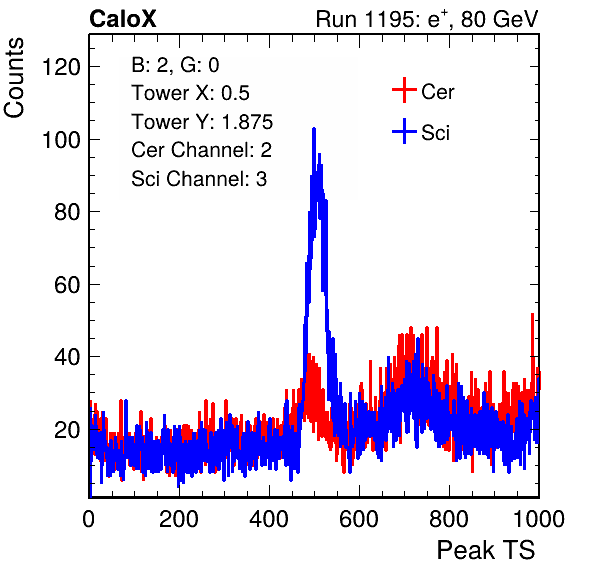 CaloX Run 1195: e⁺, 80 GeV
Counts
B: 2, G: 0
Tower X: 0.5
Tower Y: 1.875
Cer Channel: 2
Sci Channel: 3
Cer
Sci
120
100
80
60
40
20
0 200 400 600 800 1000
Peak TS